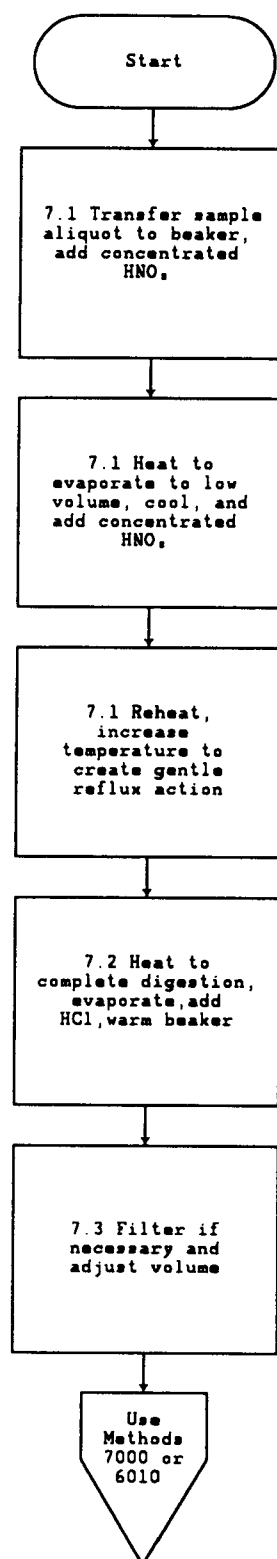 Start
7.1 Transfer sample
aliquot to beaker,
add concentrated
HNO₃
7.1 Heat to
evaporate to low
volume, cool, and
add concentrated
HNO₃
7.1 Reheat,
increase
temperature to
create gentle
reflux action
7.2 Heat to
complete digestion,
evaporate,add
HCl,warm beaker
7.3 Filter if
necessary and
adjust volume
Use
Methods
7000 or
6010